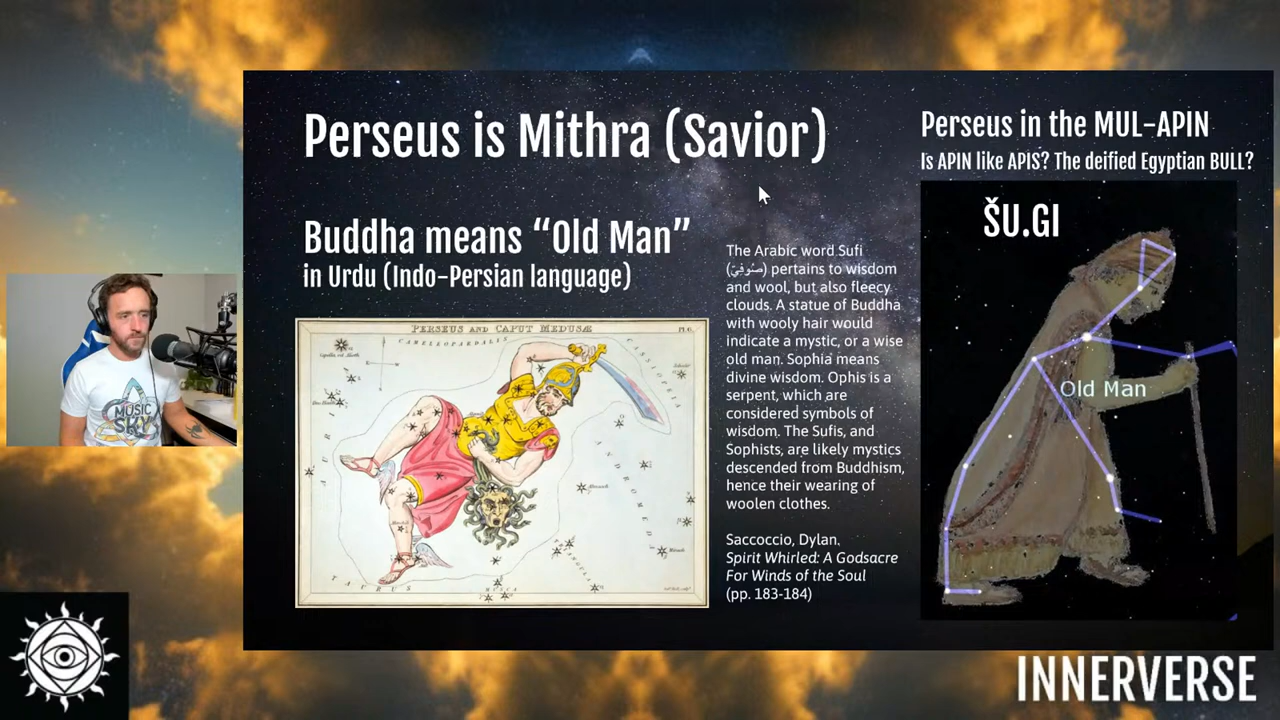 Perseus is Mithra (Savior)
Buddha means “Old Man”
in Urdu (Indo-Persian language)
PERSEUS AND CAPUT MEDUSÆ
PL.6.
CAMELEOPARDALIS
CASSIOPEIA
ANDROMED
TAURUS
MUSCA
The Arabic word Sufi
(صُوفِيّ) pertains to wisdom
and wool, but also fleecy
clouds. A statue of Buddha
with wooly hair would
indicate a mystic, or a wise
old man. Sophia means
divine wisdom. Ophis is a
serpent, which are
considered symbols of
wisdom. The Sufis, and
Sophists, are likely mystics
descended from Buddhism,
hence their wearing of
woolen clothes.
Saccoccio, Dylan.
Spirit Whirled: A Godsacre
For Winds of the Soul
(pp. 183-184)
Perseus in the MUL-APIN
Is APIN like APIS? The deified Egyptian BULL?
ŠU.GI
Old Man
MUSIC
SKY
INNERVERSE